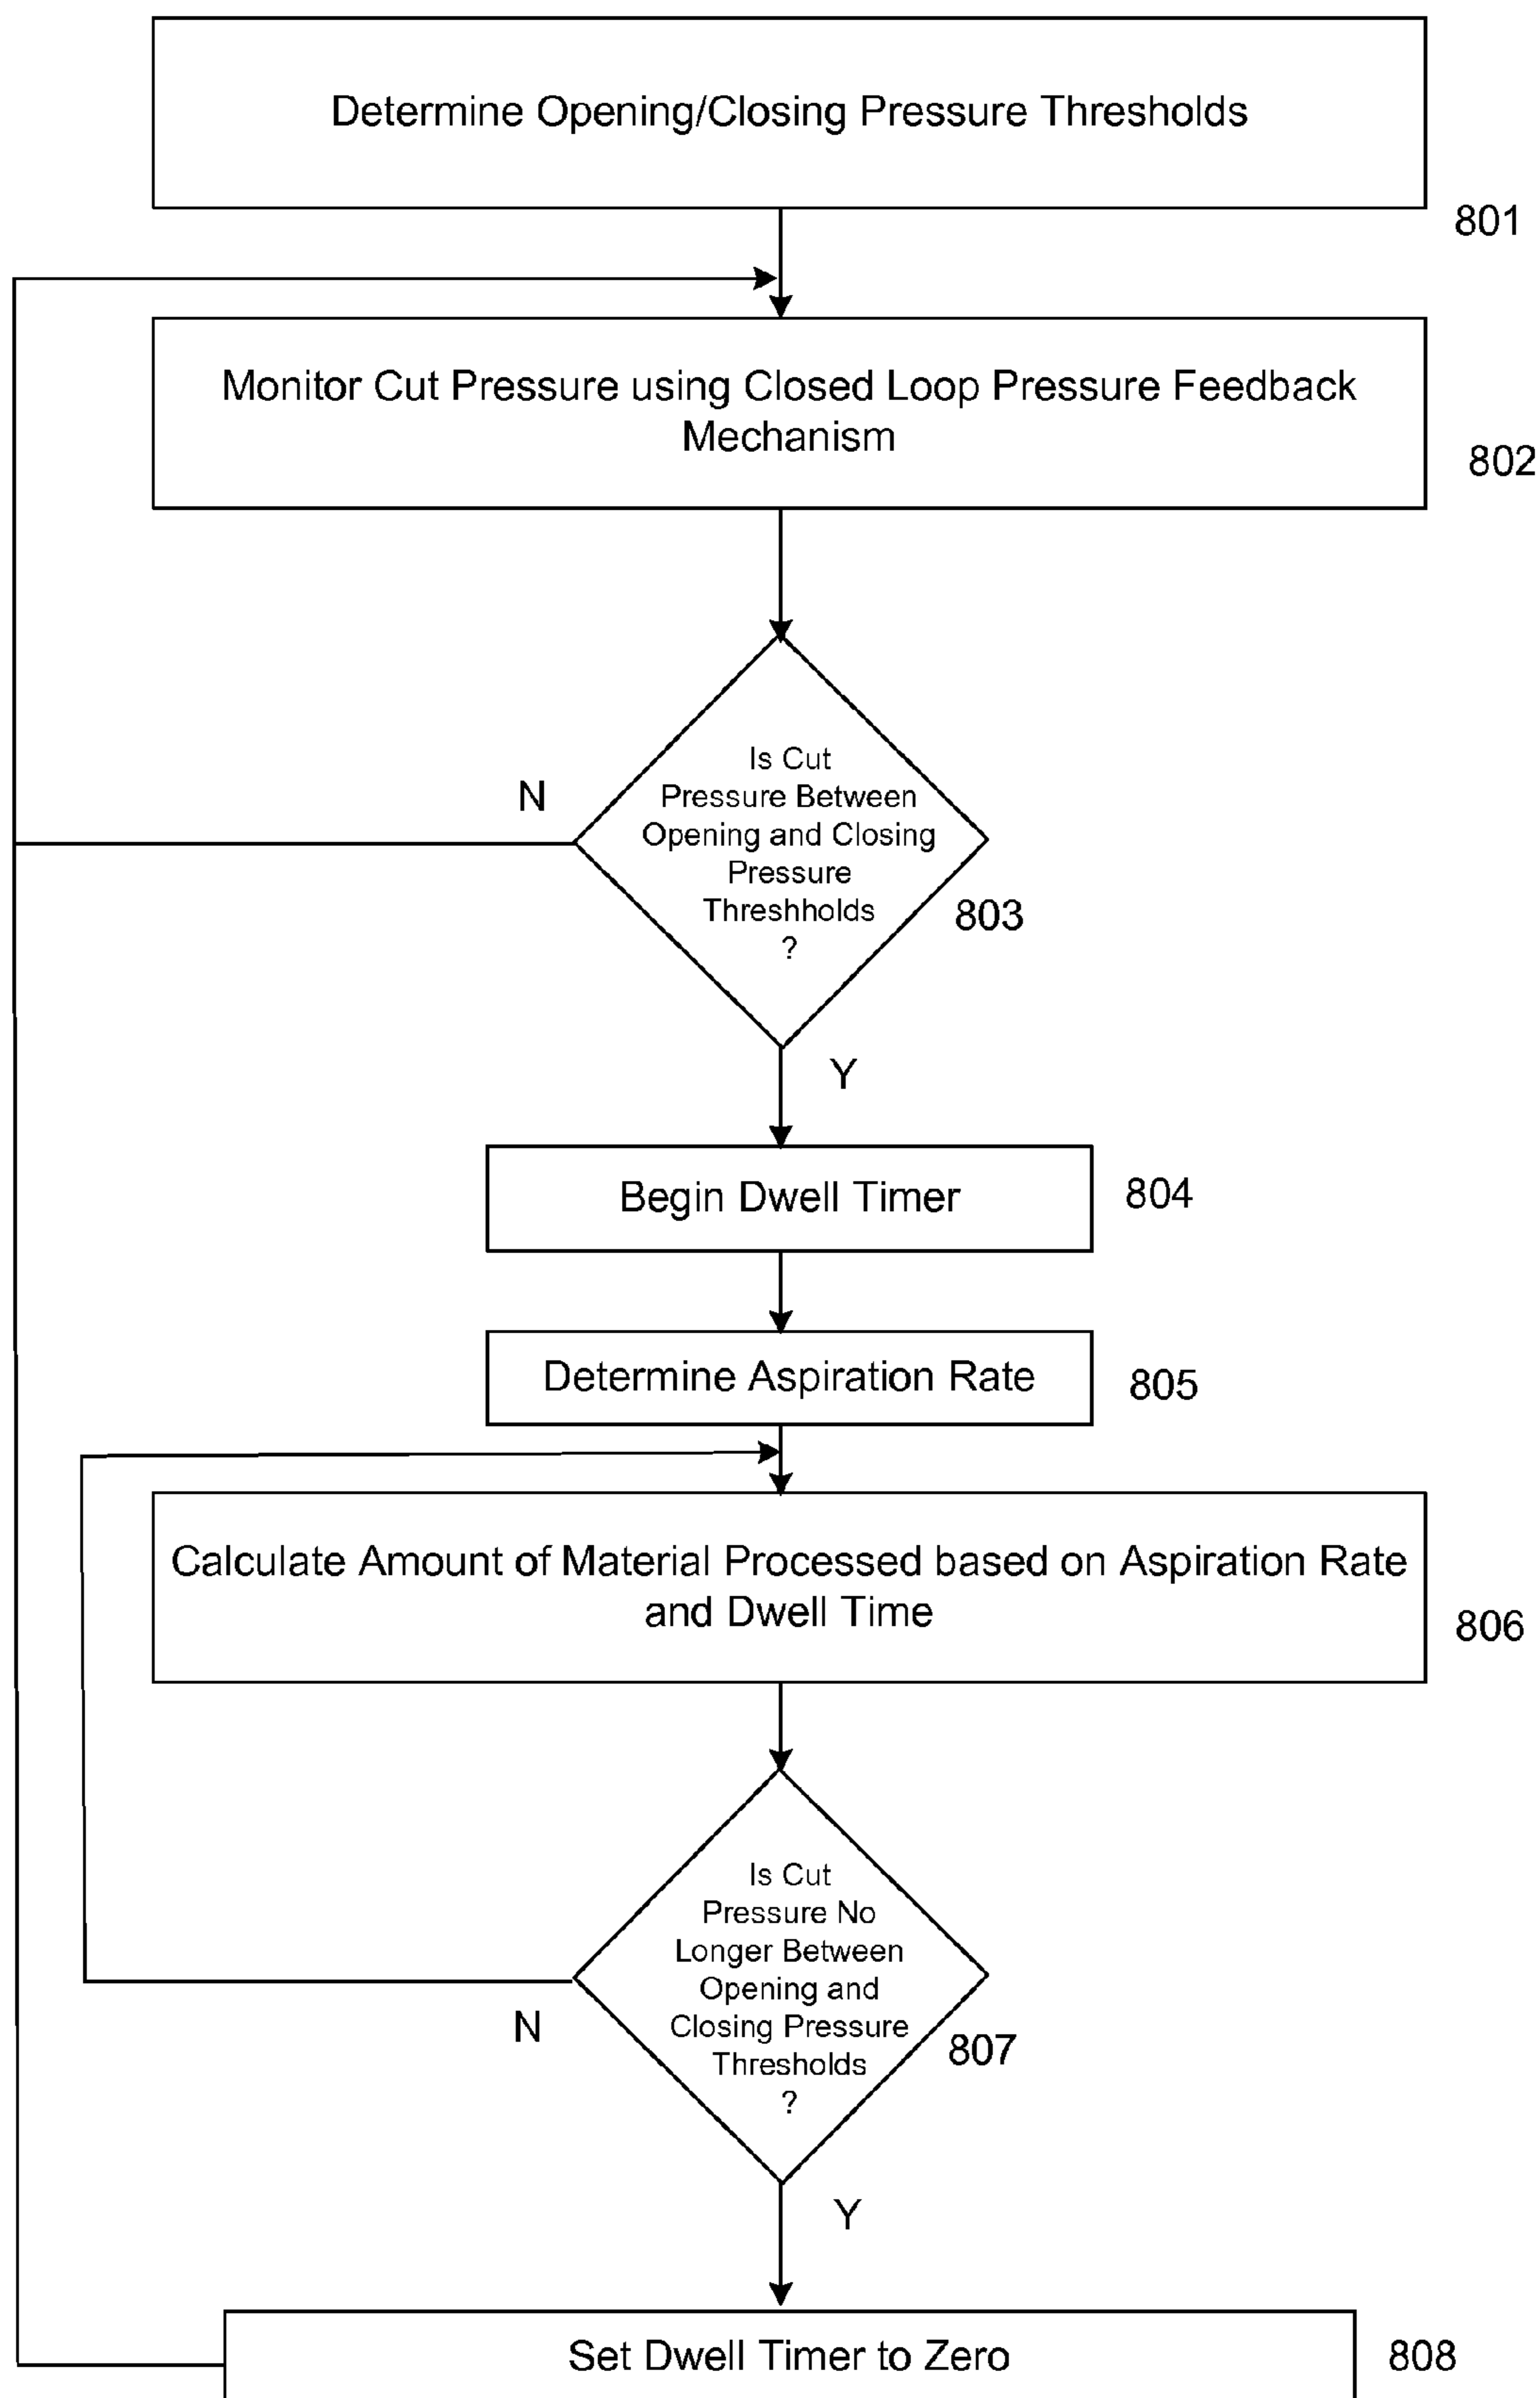 Determine Opening/Closing Pressure Thresholds
801
Monitor Cut Pressure using Closed Loop Pressure Feedback
Mechanism
802
N
Is Cut
Pressure Between
Opening and Closing
Pressure
Threshholds
?
803
Y
Begin Dwell Timer
804
Determine Aspiration Rate
805
Calculate Amount of Material Processed based on Aspiration Rate
and Dwell Time
806
Is Cut
Pressure No
Longer Between
Opening and
Closing Pressure
Thresholds
?
N
807
Y
Set Dwell Timer to Zero
808